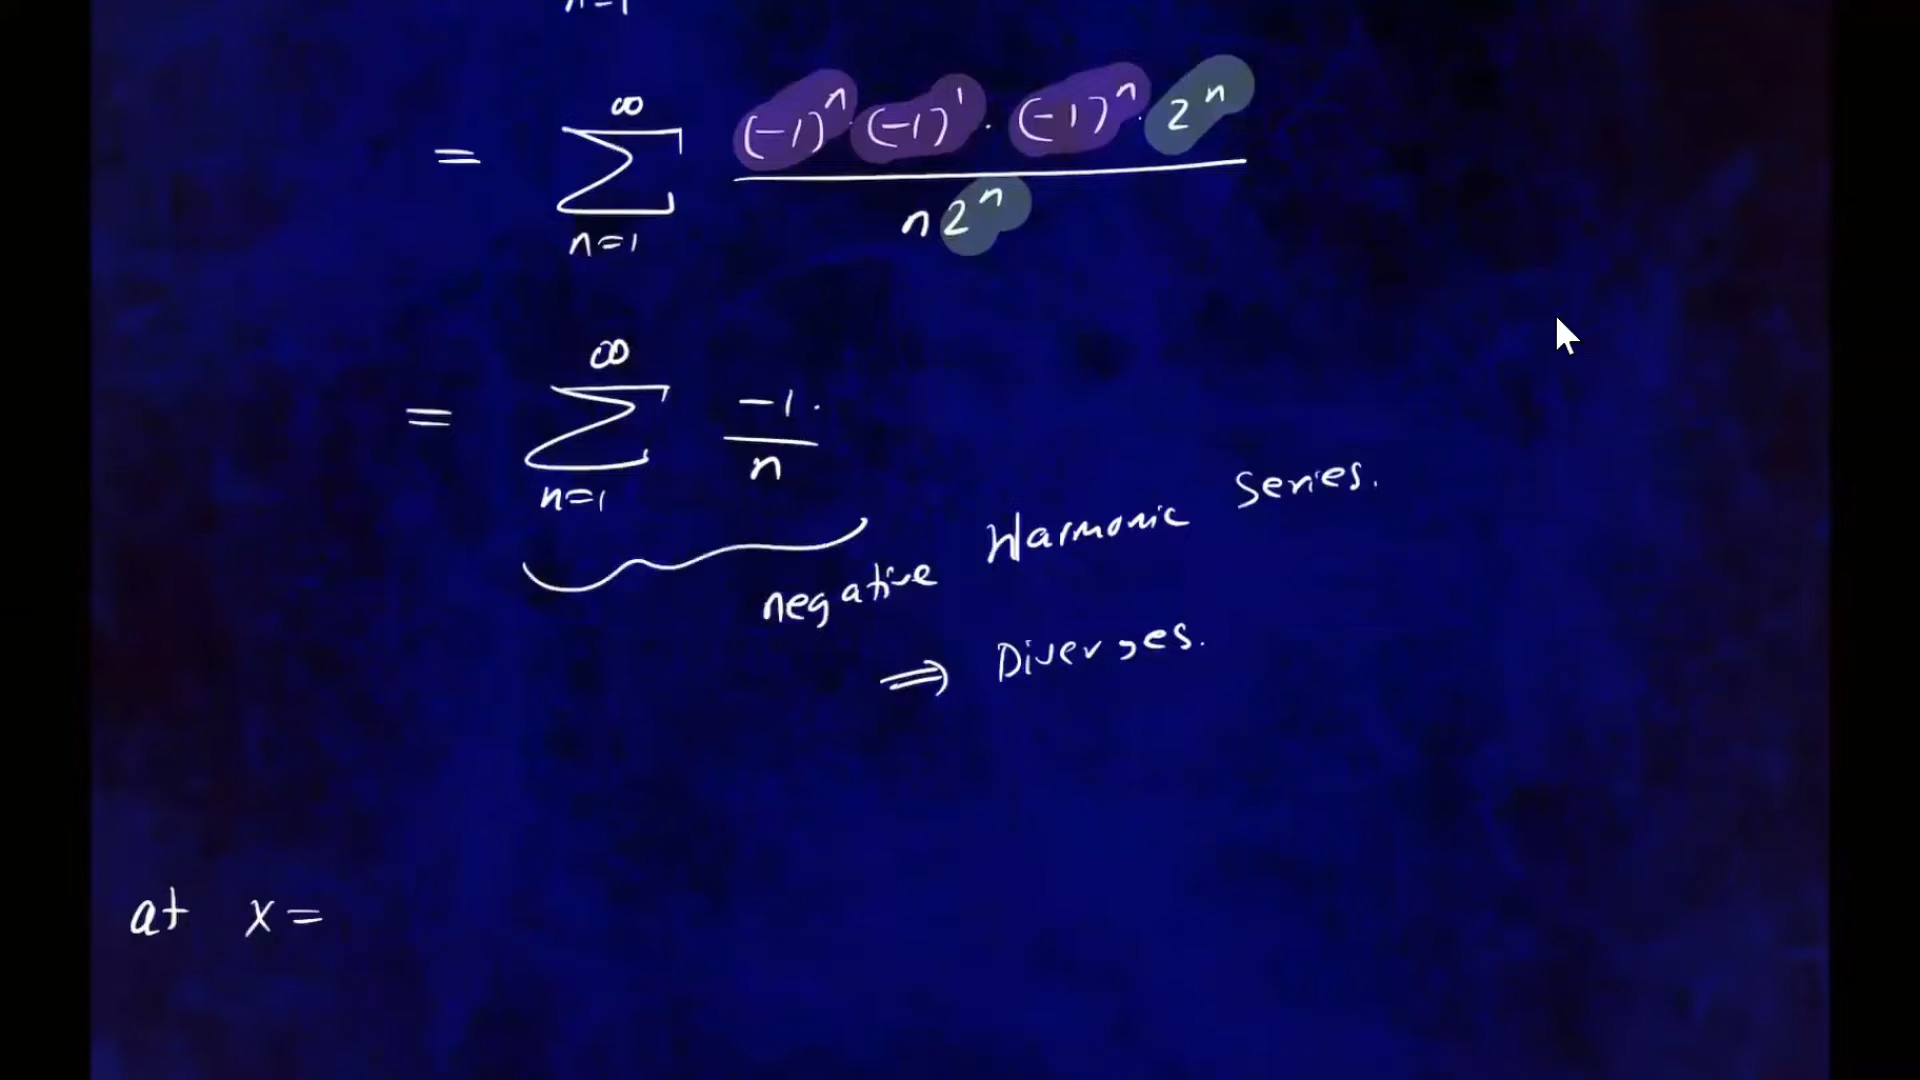 n=1
= ∞ Σ n=1 (-1)^n · (-1)^1 · (-1)^n · 2^n / n 2^n
= ∞ Σ n=1 -1 · / n
negative Harmonic Series.
⇒ Diverges.
at x =